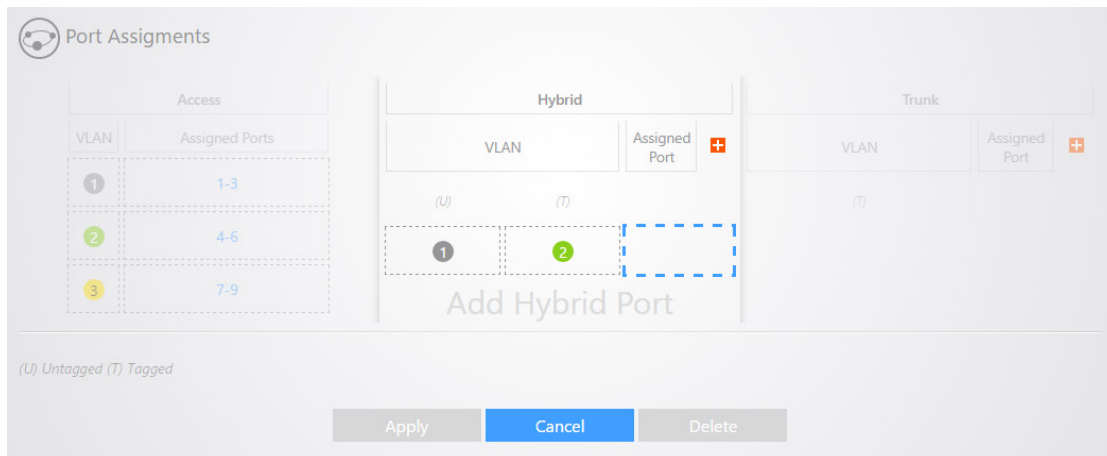 Port Assigments
Access
VLAN Assigned Ports
1 1-3
2 4-6
3 7-9
Hybrid
VLAN Assigned Port
(U) (T)
1 2
Add Hybrid Port
Trunk
VLAN Assigned Port
(T)
(U) Untagged (T) Tagged
Apply Cancel Delete